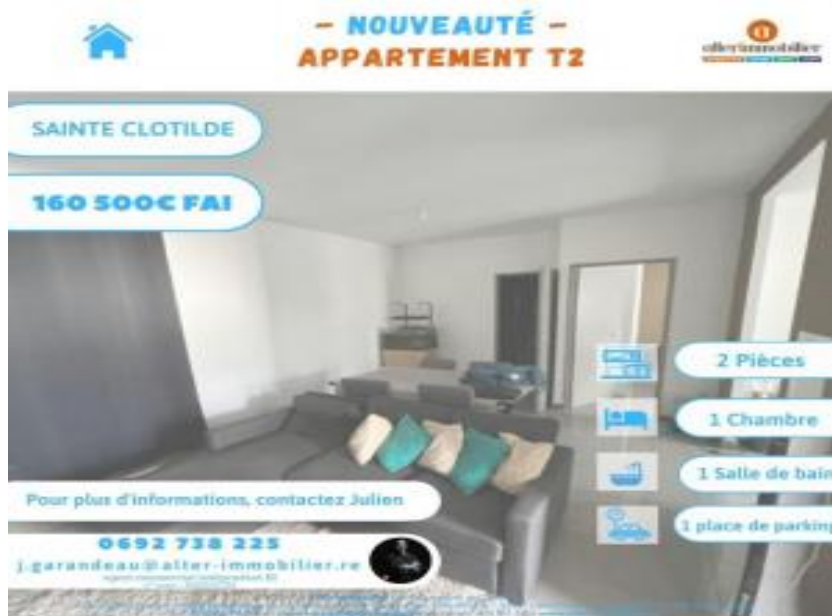 - NOUVEAUTÉ -
APPARTEMENT T2
alterimmobilier
SAINTE CLOTILDE
160 500€ FAI
2 Pièces
1 Chambre
1 Salle de bain
1 place de parking
Pour plus d'informations, contactez Julien
0692 738 225
j.garandeau@alter-immobilier.re